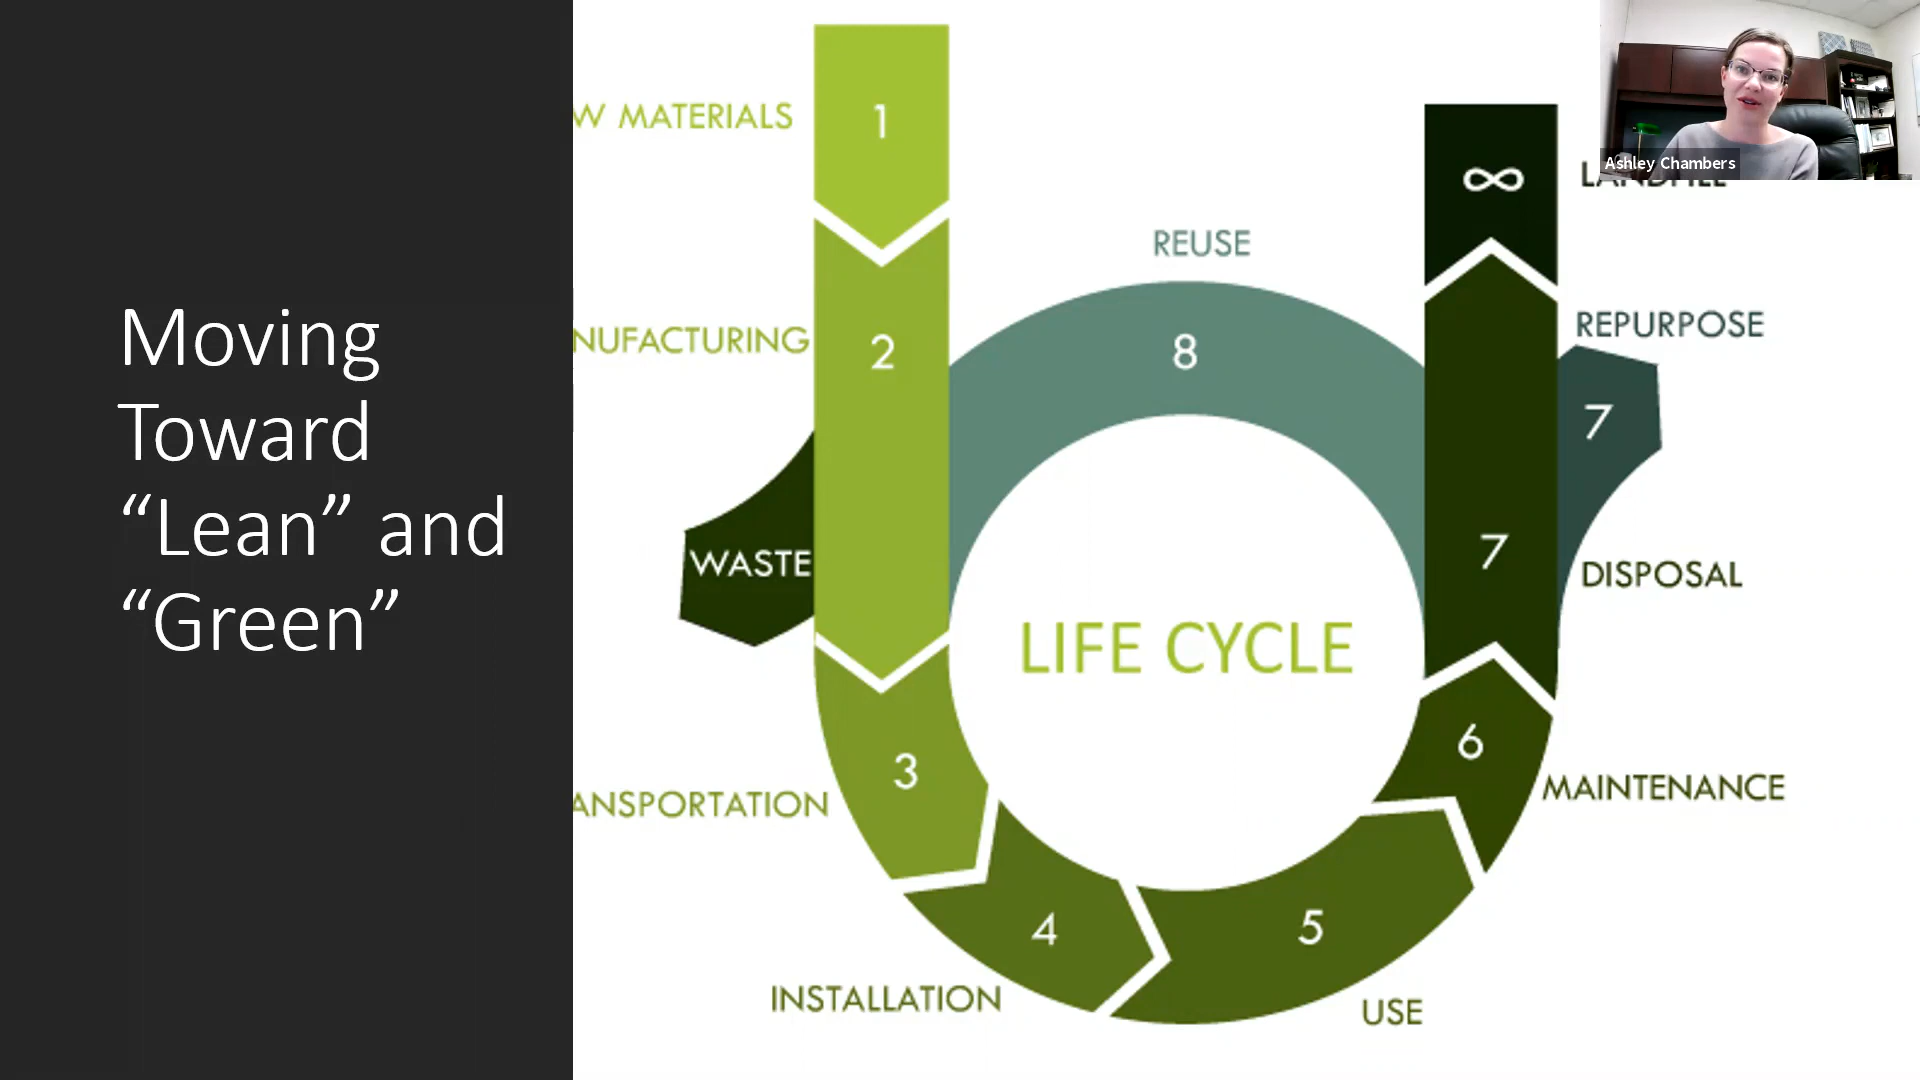 Moving
Toward
“Lean” and
“Green”
W MATERIALS
1
NUFACTURING
2
WASTE
ANSPORTATION
3
INSTALLATION
4
5
USE
6
MAINTENANCE
7
DISPOSAL
7
REPURPOSE
8
REUSE
∞
LANDFILL
LIFE CYCLE
Ashley Chambers